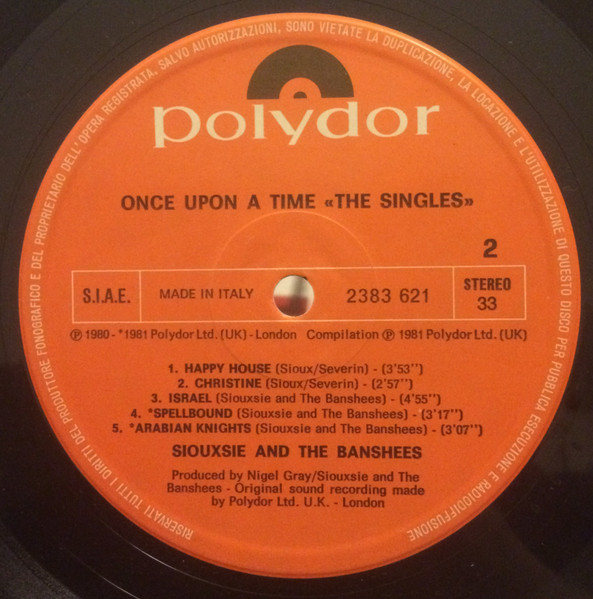 RISERVATI TUTTI I DIRITTI DEL PRODUTTORE FONOGRAFICO E DEL PROPRIETARIO DELL'OPERA REGISTRATA. SALVO AUTORIZZAZIONI, SONO VIETATE LA DUPLICAZIONE, LA LOCAZIONE E L'UTILIZZAZIONE DI QUESTO DISCO PER PUBBLICA ESECUZIONE E RADIODIFFUSIONE
polydor
ONCE UPON A TIME «THE SINGLES»
2
S.I.A.E. MADE IN ITALY 2383 621 STEREO
33
℗ 1980 - *1981 Polydor Ltd. (UK) - London Compilation ℗ 1981 Polydor Ltd. (UK)
1. HAPPY HOUSE (Sioux/Severin) - (3'53'')
2. CHRISTINE (Sioux/Severin) - (2'57'')
3. ISRAEL (Siouxsie and The Banshees) - (4'55'')
4. *SPELLBOUND (Siouxsie and The Banshees) - (3'17'')
5. *ARABIAN KNIGHTS (Siouxsie and The Banshees) - (3'07'')
SIOUXSIE AND THE BANSHEES
Produced by Nigel Gray/Siouxsie and The
Banshees - Original sound recording made
by Polydor Ltd. U.K. - London